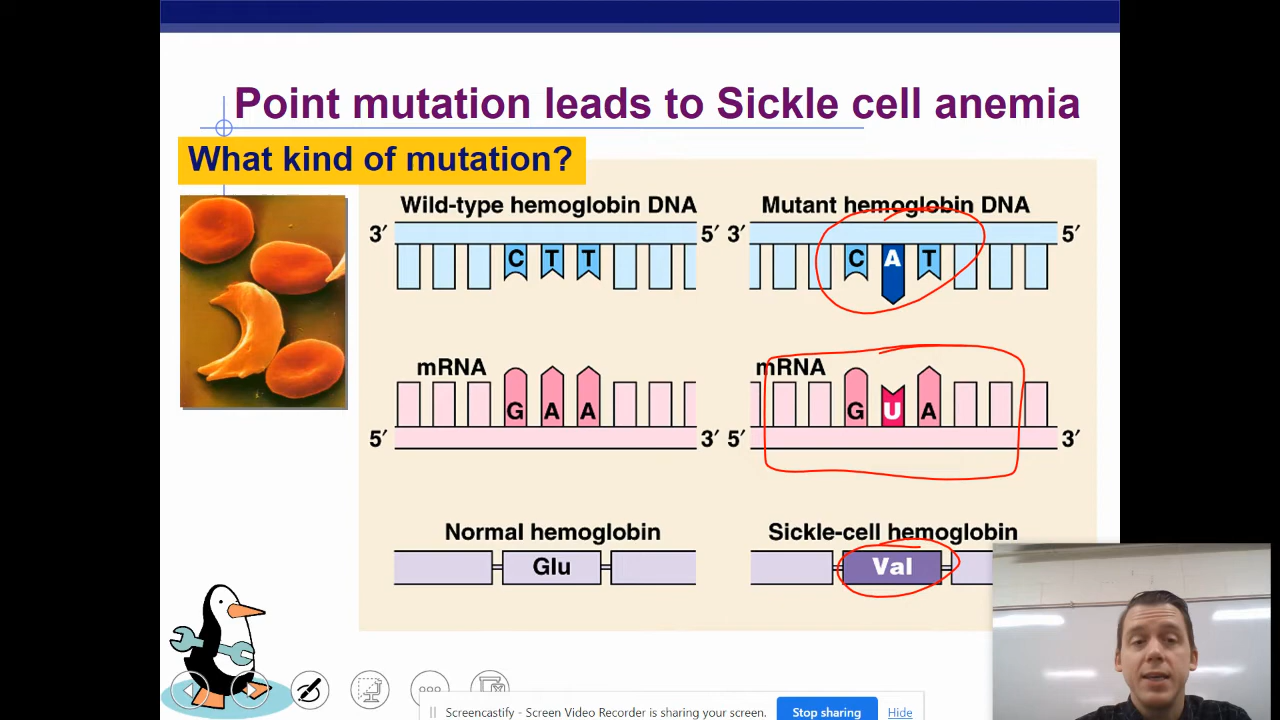 Point mutation leads to Sickle cell anemia
What kind of mutation?
Wild-type hemoglobin DNA
Mutant hemoglobin DNA
3′ 5′ 3′ 5′
C T T C A T
mRNA mRNA
G A A G U A
5′ 3′ 5′ 3′
Normal hemoglobin
Sickle-cell hemoglobin
Glu Val
Screencastify - Screen Video Recorder is sharing your screen.
Stop sharing
Hide